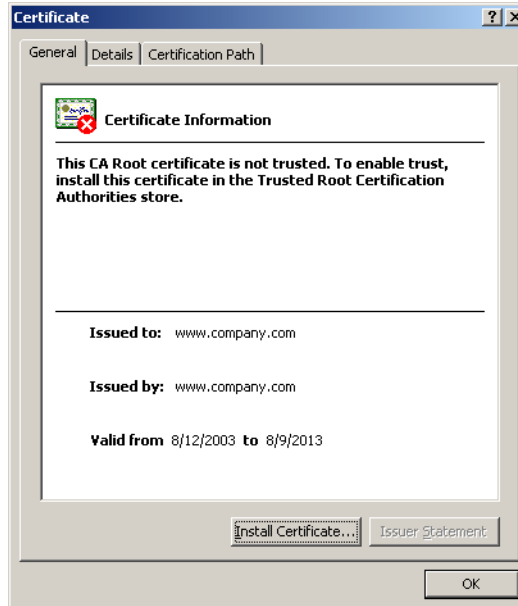 Certificate
General Details Certification Path
Certificate Information
This CA Root certificate is not trusted. To enable trust,
install this certificate in the Trusted Root Certification
Authorities store.
Issued to: www.company.com
Issued by: www.company.com
Valid from 8/12/2003 to 8/9/2013
Install Certificate... Issuer Statement
OK